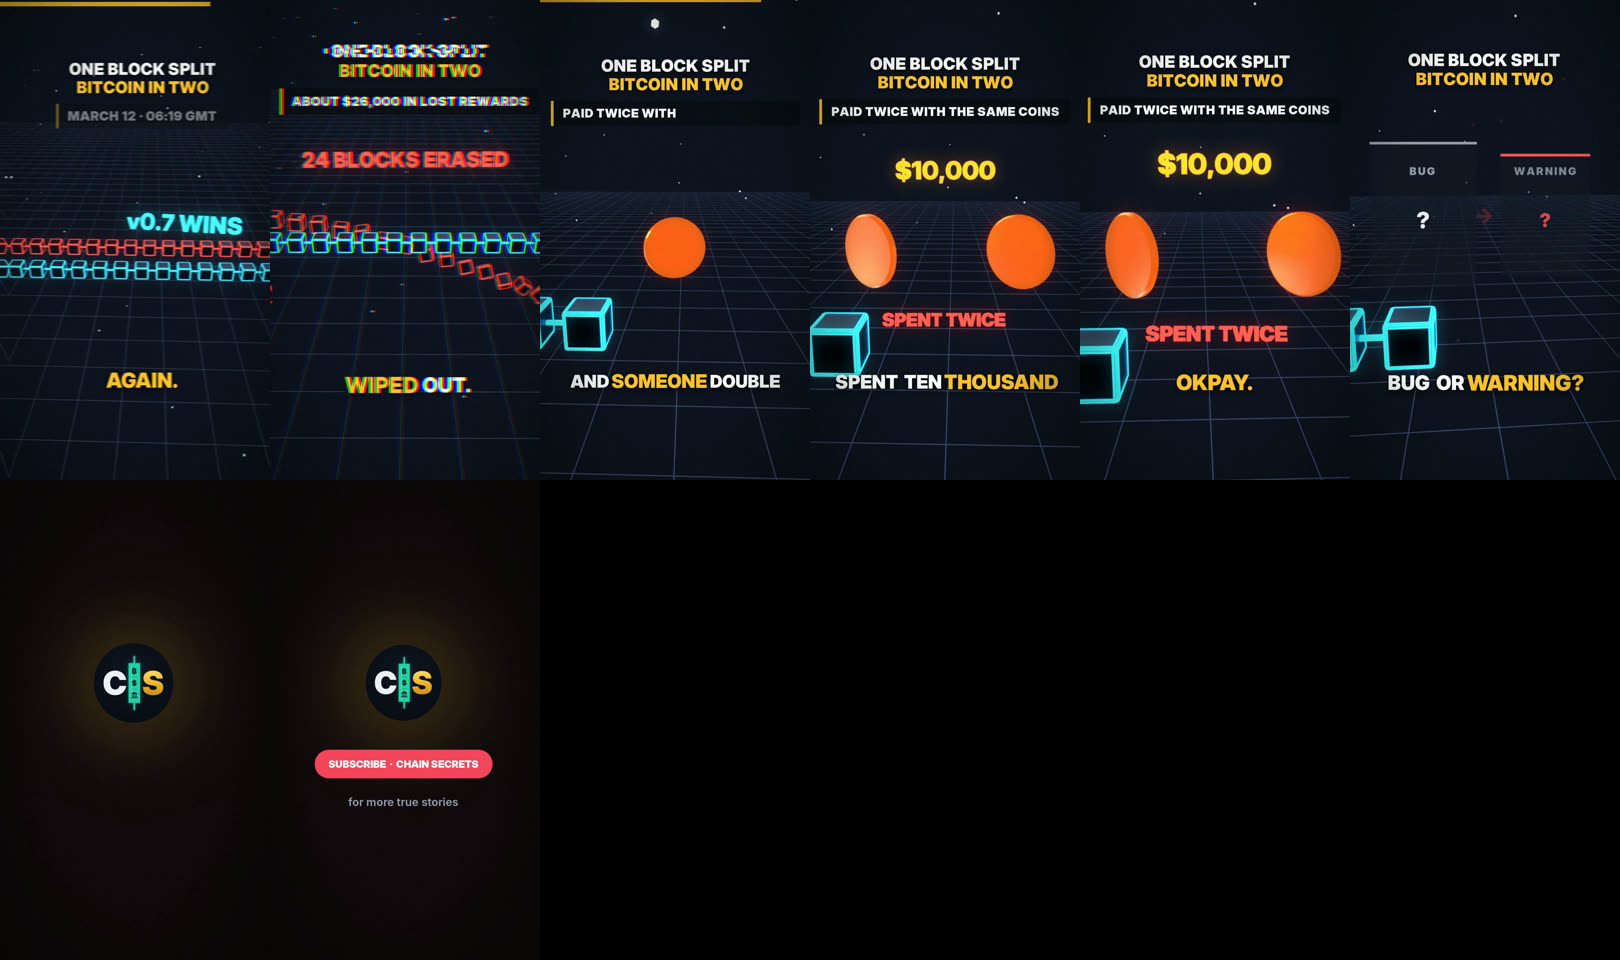 ONE BLOCK SPLIT
BITCOIN IN TWO
MARCH 12 · 06:19 GMT
v0.7 WINS
AGAIN.
ONE BLOCK SPLIT
BITCOIN IN TWO
ABOUT $26,000 IN LOST REWARDS
24 BLOCKS ERASED
WIPED OUT.
ONE BLOCK SPLIT
BITCOIN IN TWO
PAID TWICE WITH
AND SOMEONE DOUBLE
ONE BLOCK SPLIT
BITCOIN IN TWO
PAID TWICE WITH THE SAME COINS
$10,000
SPENT TWICE
SPENT TEN THOUSAND
ONE BLOCK SPLIT
BITCOIN IN TWO
PAID TWICE WITH THE SAME COINS
$10,000
SPENT TWICE
OKPAY.
ONE BLOCK SPLIT
BITCOIN IN TWO
BUG
WARNING
?
?
BUG OR WARNING?
C S
C S
SUBSCRIBE · CHAIN SECRETS
for more true stories